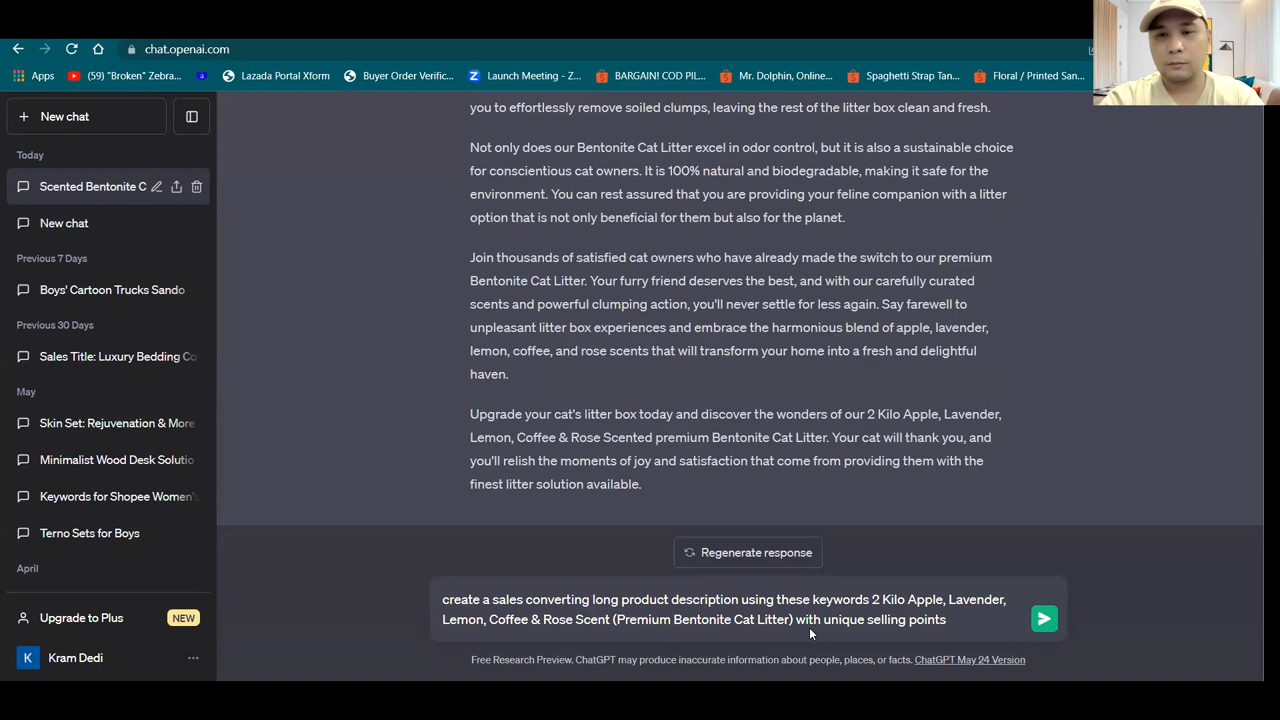 chat.openai.com
Apps
(59) "Broken" Zebra...
Lazada Portal Xform
Buyer Order Verific...
Launch Meeting - Z...
BARGAIN! COD PIL...
Mr. Dolphin, Online...
Spaghetti Strap Tan...
Floral / Printed San...
+ New chat
Today
Scented Bentonite C
New chat
Previous 7 Days
Boys' Cartoon Trucks Sando
Previous 30 Days
Sales Title: Luxury Bedding Co
May
Skin Set: Rejuvenation & More
Minimalist Wood Desk Solutio
Keywords for Shopee Women's
Terno Sets for Boys
April
Upgrade to Plus
NEW
K
Kram Dedi
...
you to effortlessly remove soiled clumps, leaving the rest of the litter box clean and fresh.
Not only does our Bentonite Cat Litter excel in odor control, but it is also a sustainable choice
for conscientious cat owners. It is 100% natural and biodegradable, making it safe for the
environment. You can rest assured that you are providing your feline companion with a litter
option that is not only beneficial for them but also for the planet.
Join thousands of satisfied cat owners who have already made the switch to our premium
Bentonite Cat Litter. Your furry friend deserves the best, and with our carefully curated
scents and powerful clumping action, you'll never settle for less again. Say farewell to
unpleasant litter box experiences and embrace the harmonious blend of apple, lavender,
lemon, coffee, and rose scents that will transform your home into a fresh and delightful
haven.
Upgrade your cat's litter box today and discover the wonders of our 2 Kilo Apple, Lavender,
Lemon, Coffee & Rose Scented premium Bentonite Cat Litter. Your cat will thank you, and
you'll relish the moments of joy and satisfaction that come from providing them with the
finest litter solution available.
Regenerate response
create a sales converting long product description using these keywords 2 Kilo Apple, Lavender,
Lemon, Coffee & Rose Scent (Premium Bentonite Cat Litter) with unique selling points
Free Research Preview. ChatGPT may produce inaccurate information about people, places, or facts. ChatGPT May 24 Version